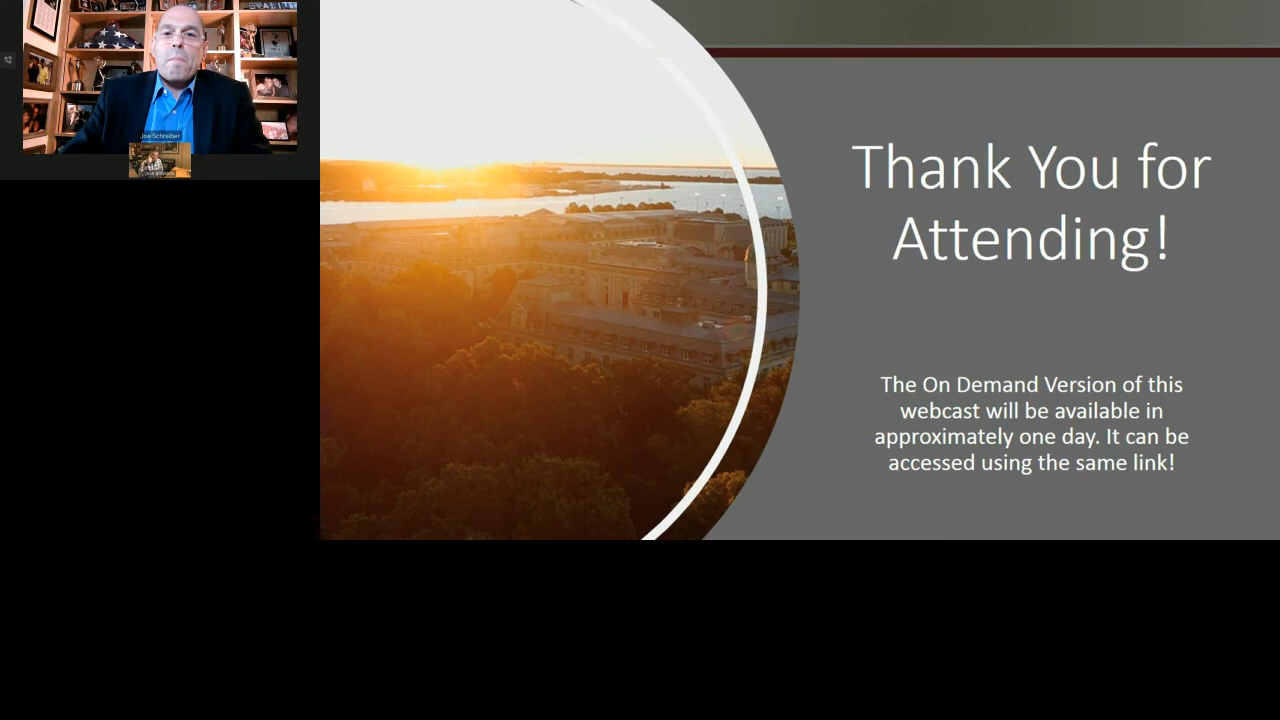 Joe Schreiber
Thank You for
Attending!
The On Demand Version of this
webcast will be available in
approximately one day. It can be
accessed using the same link!